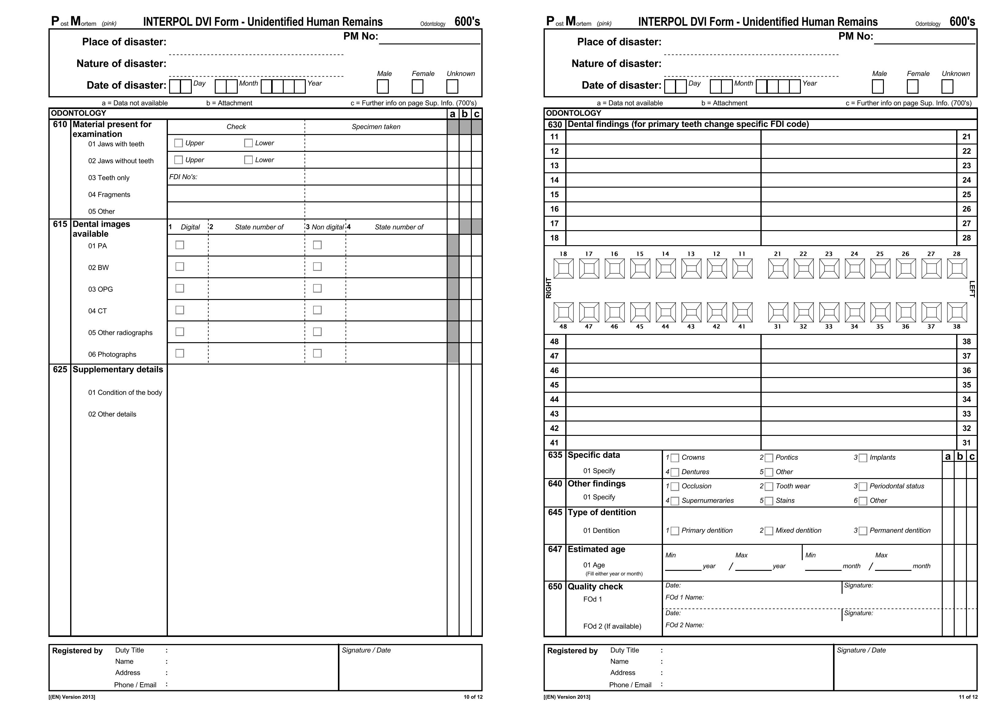 Post Mortem (pink) INTERPOL DVI Form - Unidentified Human Remains Odontology 600's
PM No:
Place of disaster:
Nature of disaster:
Male Female Unknown
Date of disaster: Day Month Year
a = Data not available b = Attachment c = Further info on page Sup. Info. (700's)
ODONTOLOGY a b c
610 Material present for examination Check Specimen taken
01 Jaws with teeth Upper Lower
02 Jaws without teeth Upper Lower
03 Teeth only FDI No's:
04 Fragments
05 Other
615 Dental images available 1 Digital 2 State number of 3 Non digital 4 State number of
01 PA
02 BW
03 OPG
04 CT
05 Other radiographs
06 Photographs
625 Supplementary details
01 Condition of the body
02 Other details
Registered by Duty Title : Signature / Date
Name :
Address :
Phone / Email :
[(EN) Version 2013] 10 of 12
Post Mortem (pink) INTERPOL DVI Form - Unidentified Human Remains Odontology 600's
PM No:
Place of disaster:
Nature of disaster:
Male Female Unknown
Date of disaster: Day Month Year
a = Data not available b = Attachment c = Further info on page Sup. Info. (700's)
ODONTOLOGY
630 Dental findings (for primary teeth change specific FDI code)
11 21
12 22
13 23
14 24
15 25
16 26
17 27
18 28
18 17 16 15 14 13 12 11 21 22 23 24 25 26 27 28
RIGHT LEFT
48 47 46 45 44 43 42 41 31 32 33 34 35 36 37 38
48 38
47 37
46 36
45 35
44 34
43 33
42 32
41 31
635 Specific data 1 Crowns 2 Pontics 3 Implants a b c
01 Specify 4 Dentures 5 Other
640 Other findings 1 Occlusion 2 Tooth wear 3 Periodontal status
01 Specify 4 Supernumeraries 5 Stains 6 Other
645 Type of dentition
01 Dentition 1 Primary dentition 2 Mixed dentition 3 Permanent dentition
647 Estimated age Min Max Min Max
01 Age year / year month / month
(Fill either year or month)
650 Quality check Date: Signature:
FOd 1 FOd 1 Name:
Date: Signature:
FOd 2 (If available) FOd 2 Name:
Registered by Duty Title : Signature / Date
Name :
Address :
Phone / Email :
[(EN) Version 2013] 11 of 12